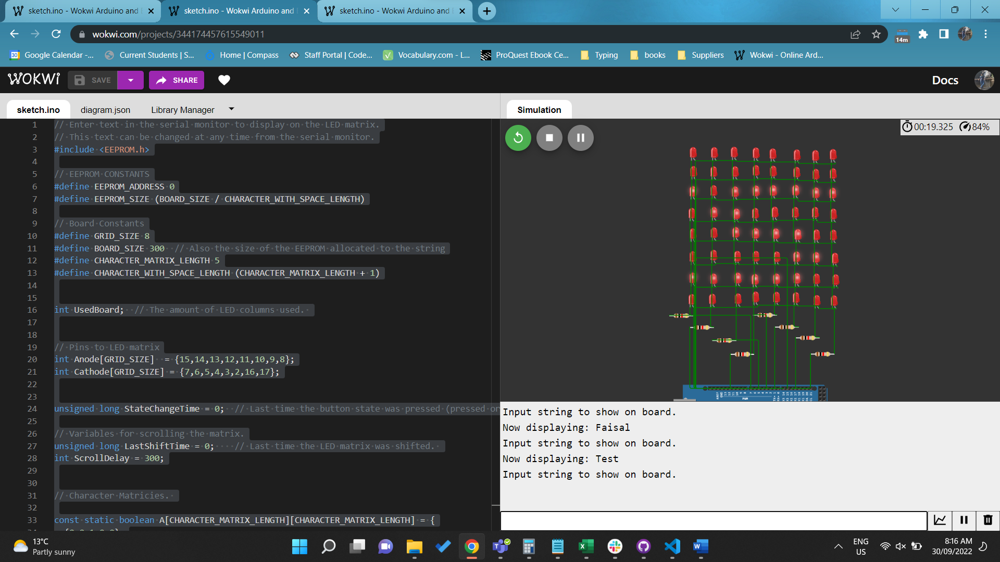 sketch.ino - Wokwi Arduino and
sketch.ino - Wokwi Arduino and
sketch.ino - Wokwi Arduino and
wokwi.com/projects/344174457615549011
14m
30 Google Calendar -...
Current Students | S...
Home | Compass
Staff Portal | Code...
Vocabulary.com - L...
ProQuest Ebook Ce...
Typing
books
Suppliers
Wokwi - Online Ard...
WOKWI
SAVE
SHARE
Docs
sketch.ino
diagram.json
Library Manager
Simulation
00:19.325 84%
1 // Enter text in the serial monitor to display on the LED matrix.
2 // This text can be changed at any time from the serial monitor.
3 #include <EEPROM.h>
4
5 // EEPROM CONSTANTS
6 #define EEPROM_ADDRESS 0
7 #define EEPROM_SIZE (BOARD_SIZE / CHARACTER_WITH_SPACE_LENGTH)
8
9 // Board Constants
10 #define GRID_SIZE 8
11 #define BOARD_SIZE 300  // Also the size of the EEPROM allocated to the string
12 #define CHARACTER_MATRIX_LENGTH 5
13 #define CHARACTER_WITH_SPACE_LENGTH (CHARACTER_MATRIX_LENGTH + 1)
14
15
16 int UsedBoard;  // The amount of LED columns used.
17
18
19 // Pins to LED matrix
20 int Anode[GRID_SIZE]  = {15,14,13,12,11,10,9,8};
21 int Cathode[GRID_SIZE] = {7,6,5,4,3,2,16,17};
22
23
24 unsigned long StateChangeTime = 0;  // Last time the button state was pressed (pressed or
25
26 // Variables for scrolling the matrix.
27 unsigned long LastShiftTime = 0;    // Last time the LED matrix was shifted.
28 int ScrollDelay = 300;
29
30
31 // Character Matricies.
32
33 const static boolean A[CHARACTER_MATRIX_LENGTH][CHARACTER_MATRIX_LENGTH] = {
Input string to show on board.
Now displaying: Faisal
Input string to show on board.
Now displaying: Test
Input string to show on board.
13°C
Partly sunny
ENG
US
8:16 AM
30/09/2022